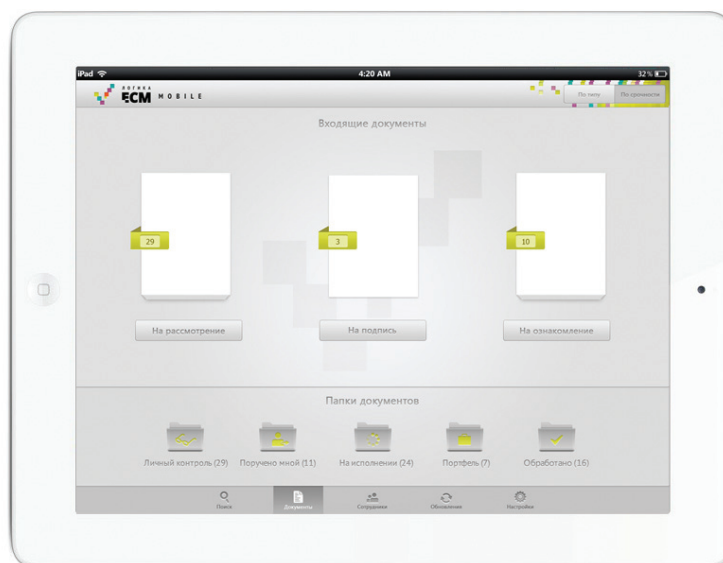 iPad 4:20 AM 32%
ЛОГИКА
ECM MOBILE
По типу По срочности
Входящие документы
29 3 10
На рассмотрение На подпись На ознакомление
Папки документов
Личный контроль (29) Поручено мной (11) На исполнении (24) Портфель (7) Обработано (16)
Поиск Документы Сотрудники Обновление Настройки